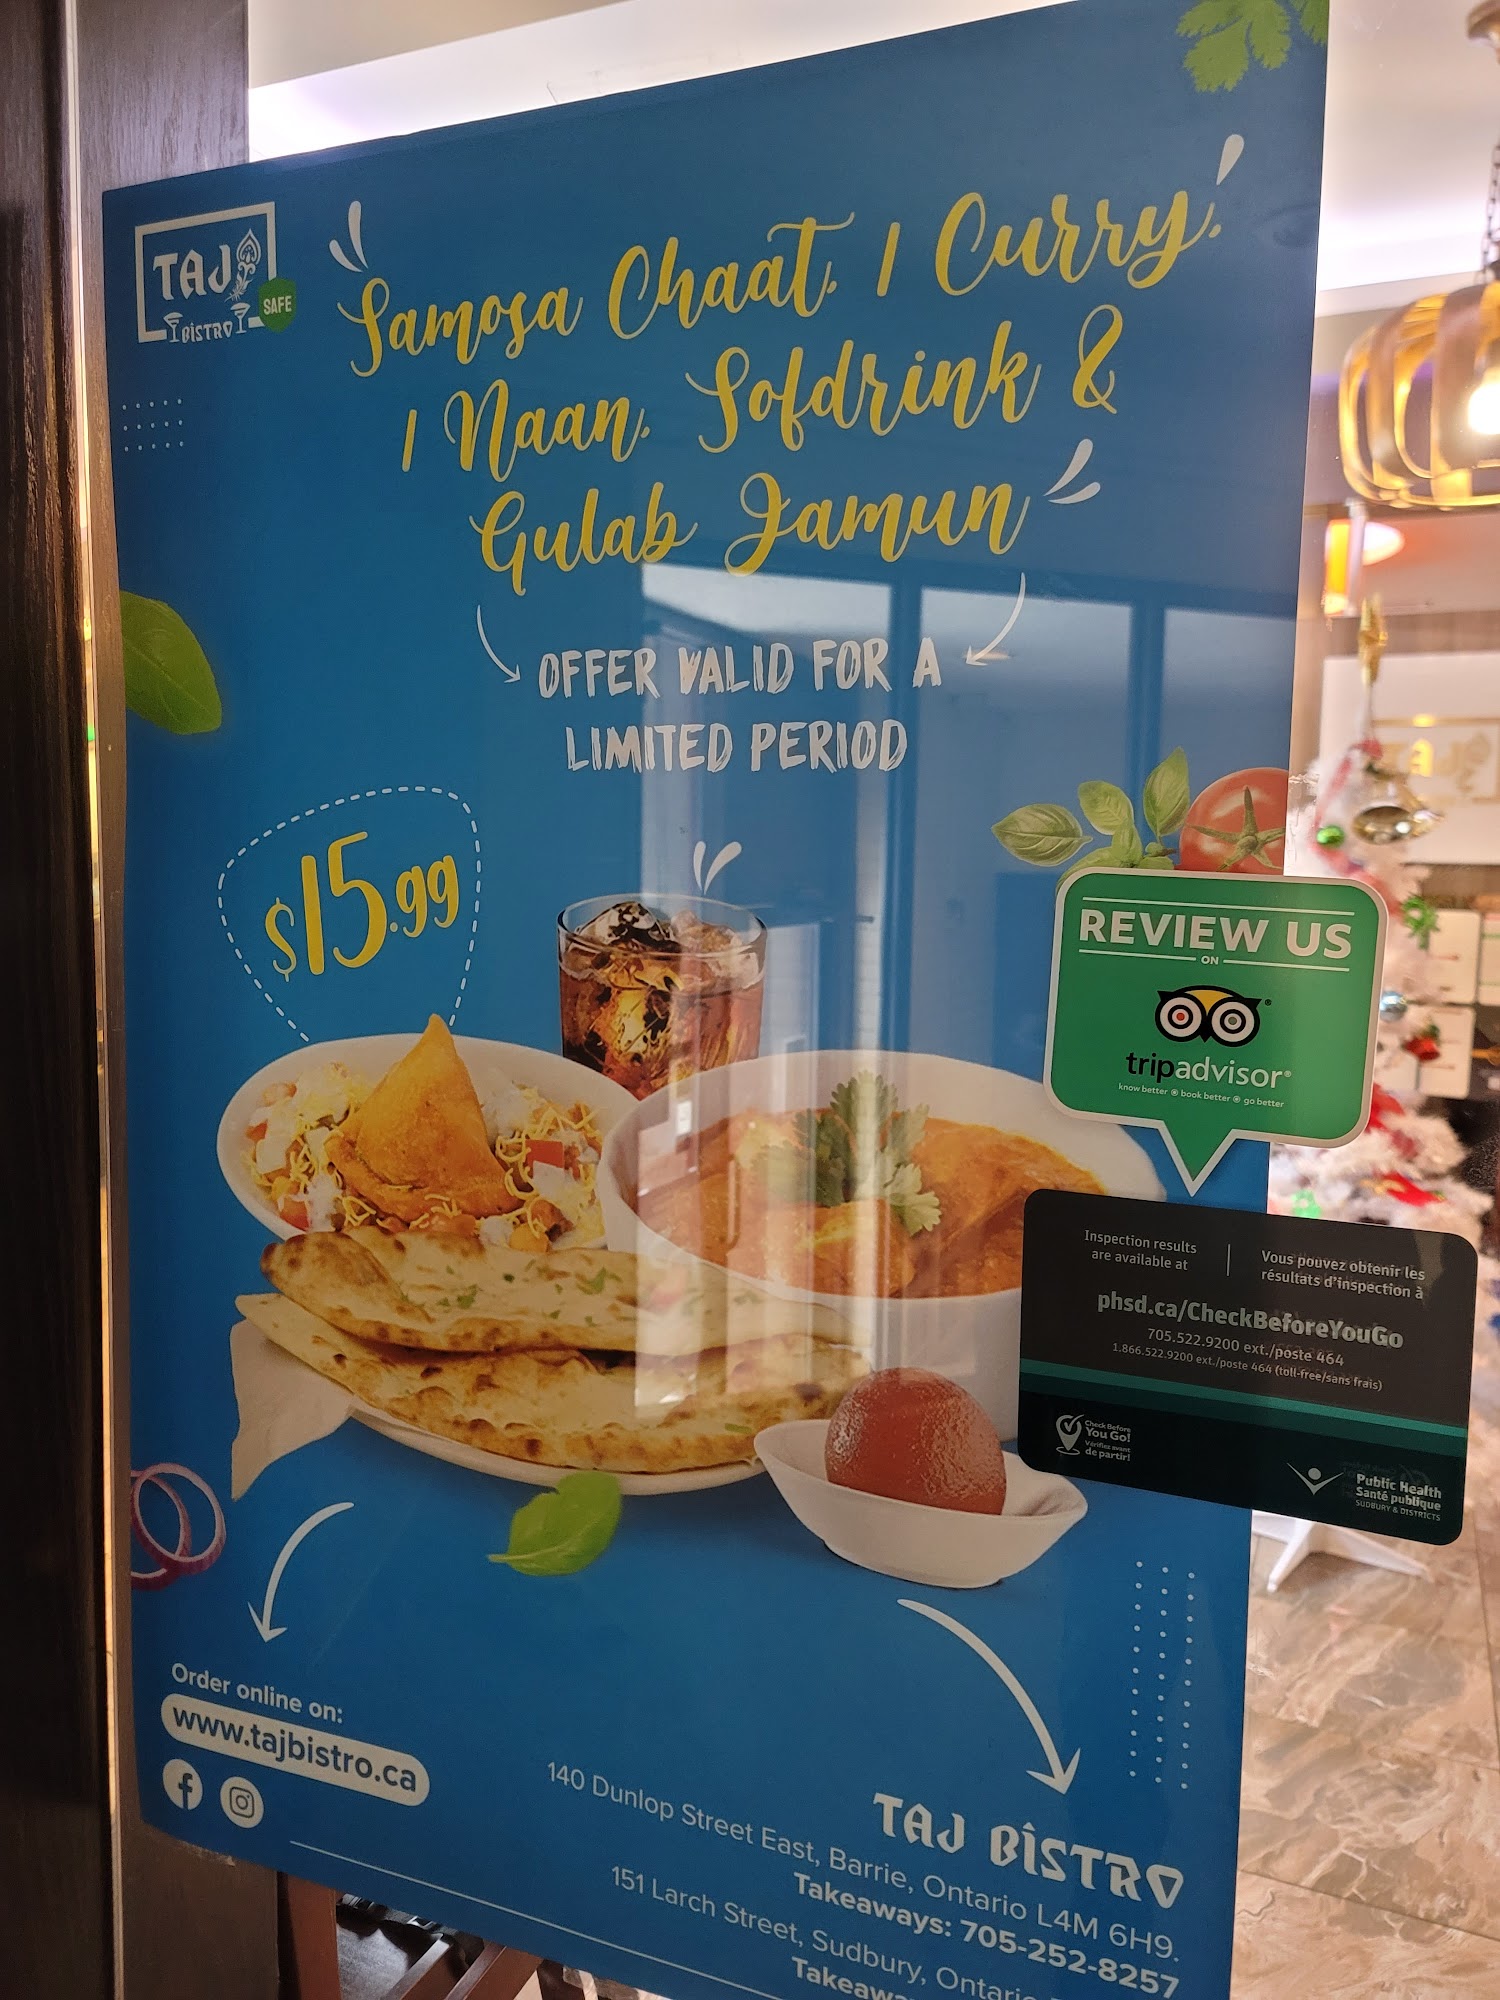 TAJ
BISTRO
SAFE
Samosa Chaat, 1 Curry,
1 Naan, Sofdrink &
Gulab Jamun
OFFER VALID FOR A
LIMITED PERIOD
$15.99
REVIEW US
ON
tripadvisor®
know better book better go better
Inspection results
are available at
Vous pouvez obtenir les
résultats d'inspection à
phsd.ca/CheckBeforeYouGo
705.522.9200 ext./poste 464
1.866.522.9200 ext./poste 464 (toll-free/sans frais)
Check Before
You Go!
Vérifiez avant
de partir!
Public Health
Santé publique
SUDBURY & DISTRICTS
Order online on:
www.tajbistro.ca
TAJ BISTRO
140 Dunlop Street East, Barrie, Ontario L4M 6H9.
Takeaways: 705-252-8257
151 Larch Street, Sudbury, Ontario
Takeaw